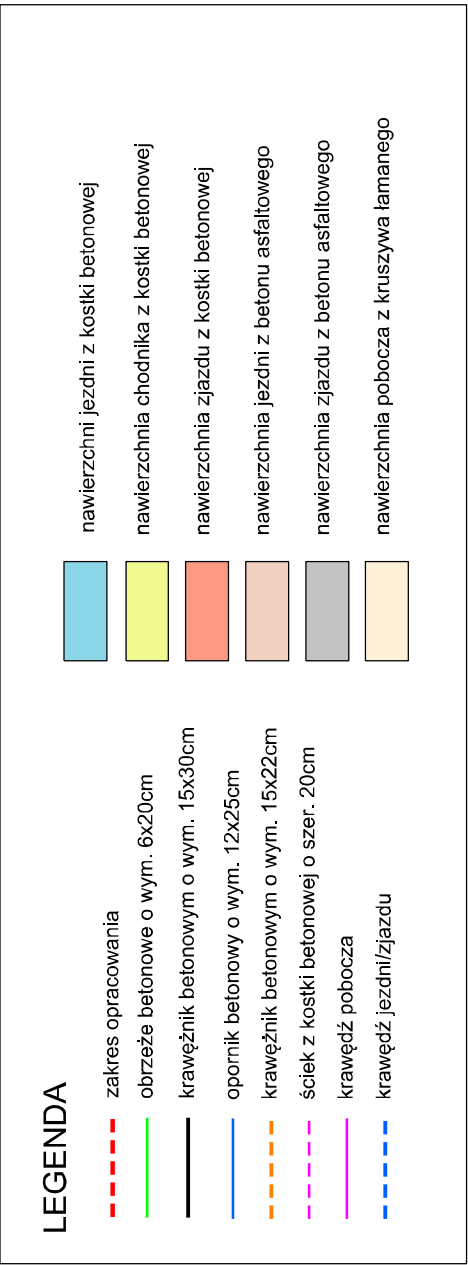 LEGENDA
zakres opracowania
obrzeże betonowe o wym. 6x20cm
krawężnik betonowym o wym. 15x30cm
opornik betonowy o wym. 12x25cm
krawężnik betonowym o wym. 15x22cm
ściek z kostki betonowej o szer. 20cm
krawędź pobocza
krawędź jezdni/zjazdu
nawierzchni jezdni z kostki betonowej
nawierzchnia chodnika z kostki betonowej
nawierzchnia zjazdu z kostki betonowej
nawierzchnia jezdni z betonu asfaltowego
nawierzchnia zjazdu z betonu asfaltowego
nawierzchnia pobocza z kruszywa łamanego